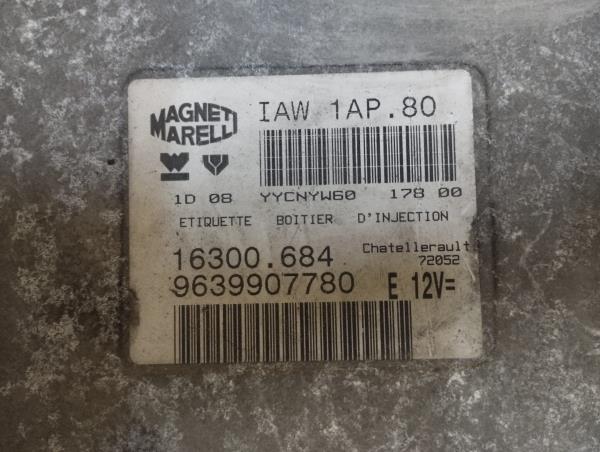 MAGNETI
MARELLI
IAW 1AP.80
1D 08 YYCNYW60 178 00
ETIQUETTE BOITIER D'INJECTION
16300.684
Chatellerault
72052
9639907780 E 12V=